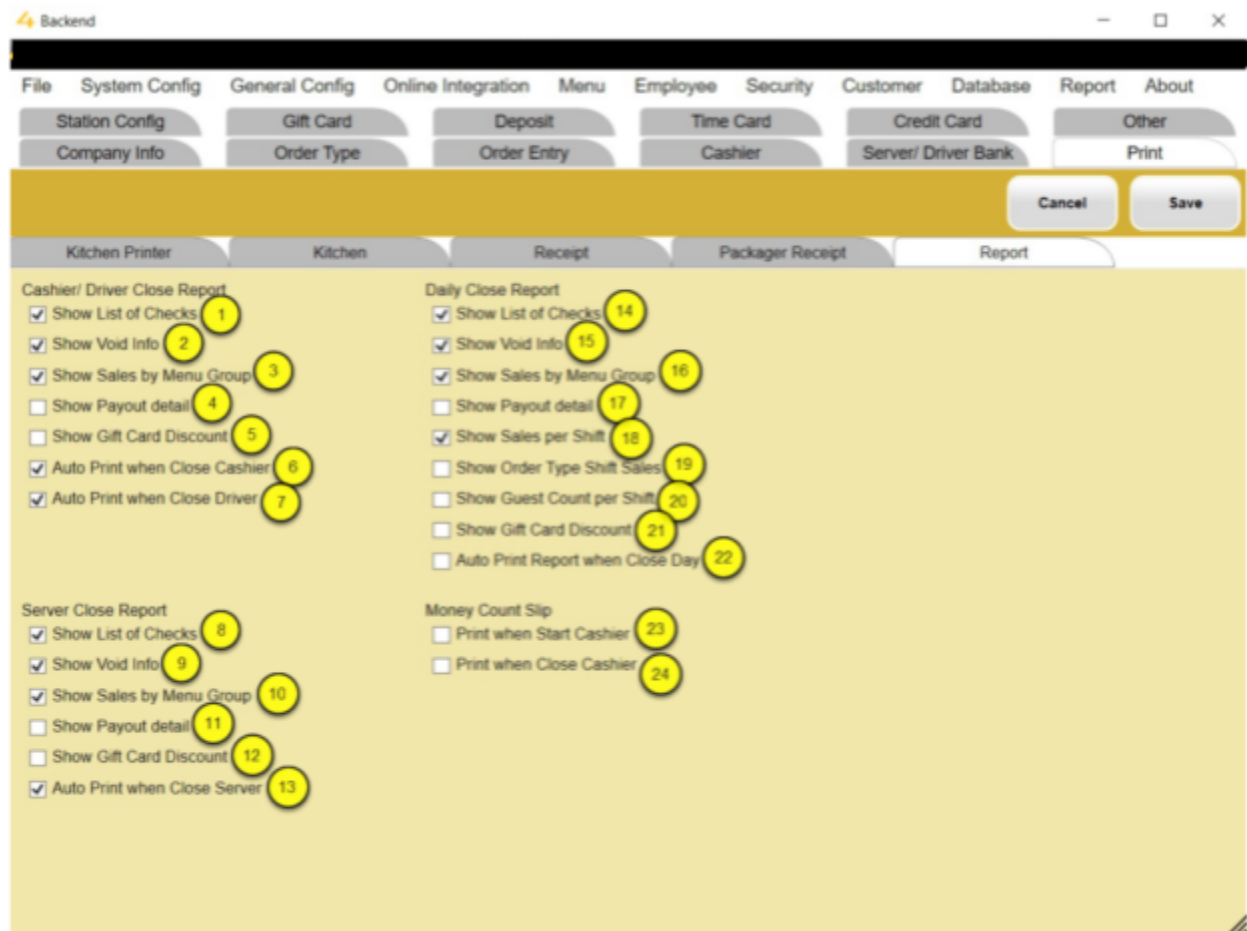 Backend
File System Config General Config Online Integration Menu Employee Security Customer Database Report About
Station Config Gift Card Deposit Time Card Credit Card Other
Company Info Order Type Order Entry Cashier Server/ Driver Bank Print
Cancel Save
Kitchen Printer Kitchen Receipt Packager Receipt Report
Cashier/ Driver Close Report
Show List of Checks 1
Show Void Info 2
Show Sales by Menu Group 3
Show Payout detail 4
Show Gift Card Discount 5
Auto Print when Close Cashier 6
Auto Print when Close Driver 7
Daily Close Report
Show List of Checks 14
Show Void Info 15
Show Sales by Menu Group 16
Show Payout detail 17
Show Sales per Shift 18
Show Order Type Shift Sales 19
Show Guest Count per Shift 20
Show Gift Card Discount 21
Auto Print Report when Close Day 22
Server Close Report
Show List of Checks 8
Show Void Info 9
Show Sales by Menu Group 10
Show Payout detail 11
Show Gift Card Discount 12
Auto Print when Close Server 13
Money Count Slip
Print when Start Cashier 23
Print when Close Cashier 24